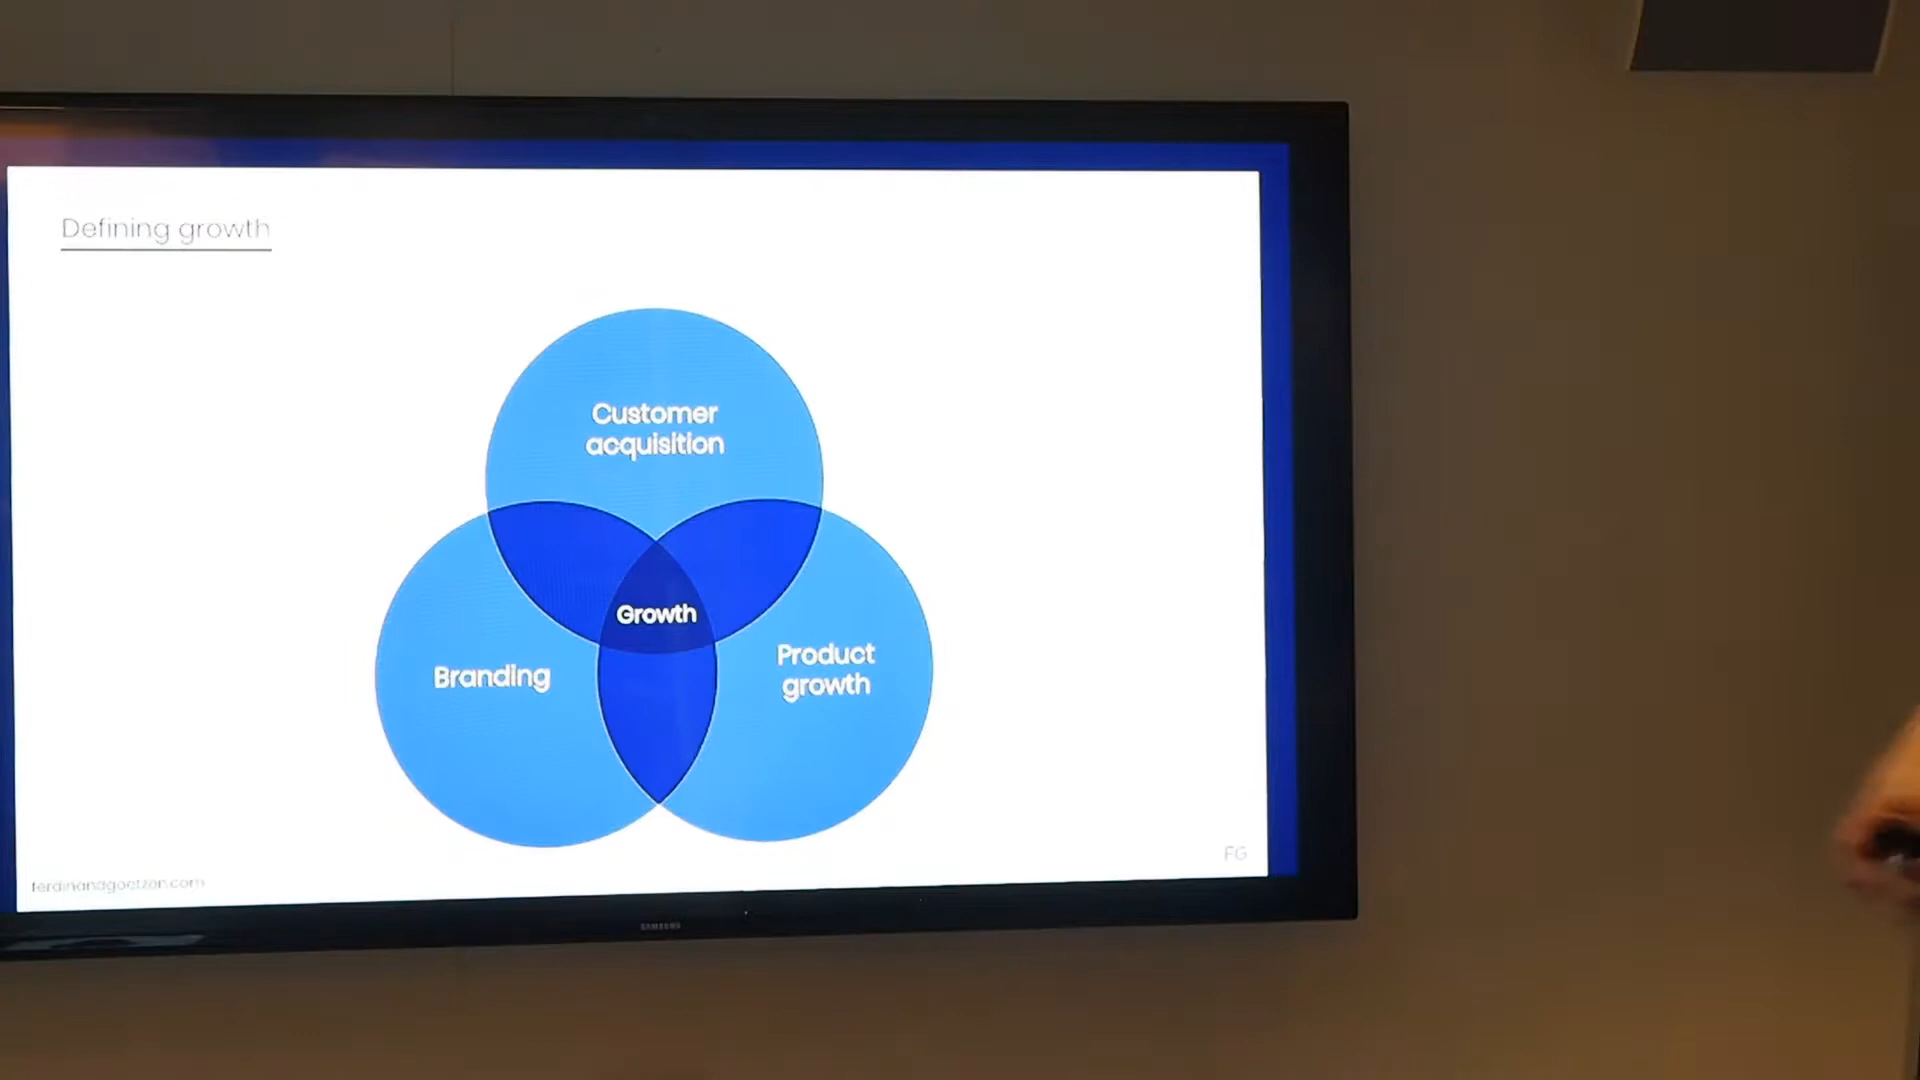 Defining growth
Customer
acquisition
Growth
Branding
Product
growth
FG
ferdinandgoetzen.com
SAMSUNG